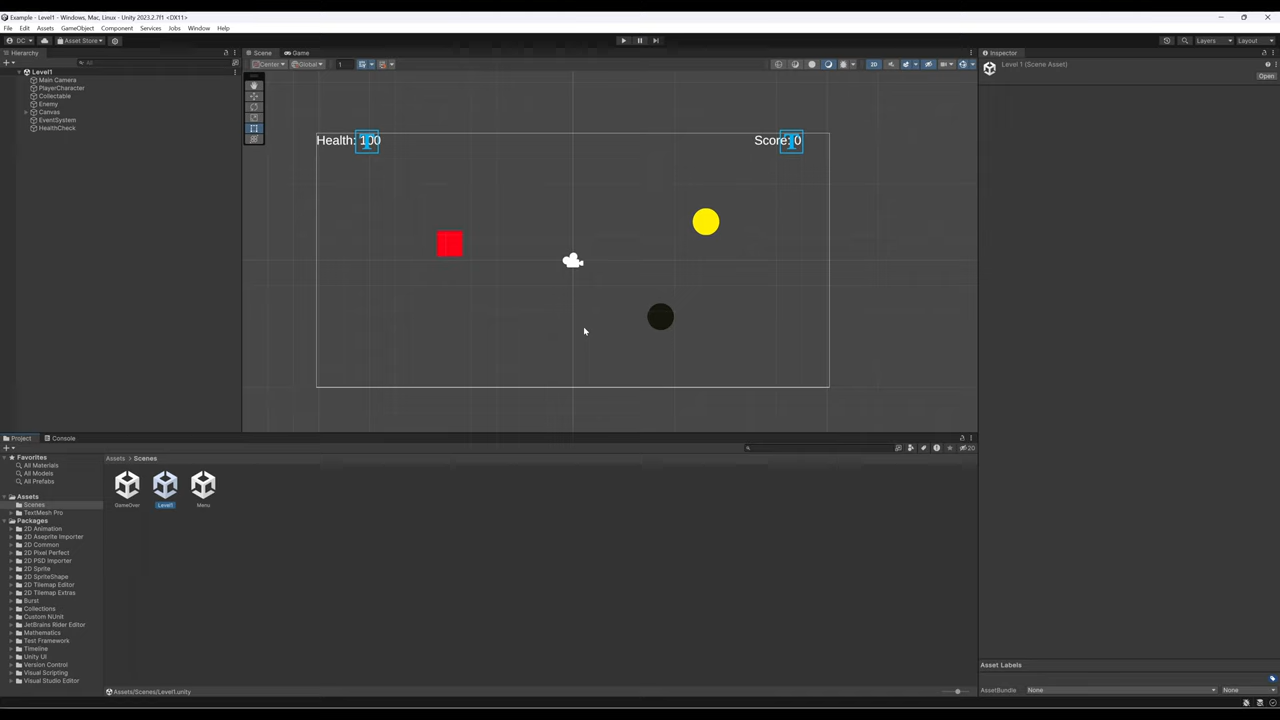 Example - Level1 - Windows, Mac, Linux - Unity 2023.2.7f1 <DX11>
File Edit Assets GameObject Component Services Jobs Window Help
DC Asset Store Layers Layout
Hierarchy Scene Game Inspector
All Center Global 1 2D Level 1 (Scene Asset)
Open
Level1
Main Camera
PlayerCharacter
Collectable
Enemy
Canvas
EventSystem
HealthCheck
Health: 100 Score: 0
Project Console
20
Favorites
All Materials
All Models
All Prefabs
Assets > Scenes
GameOver Level1 Menu
Assets
Scenes
TextMesh Pro
Packages
2D Animation
2D Aseprite Importer
2D Common
2D Pixel Perfect
2D PSD Importer
2D Sprite
2D SpriteShape
2D Tilemap Editor
2D Tilemap Extras
Burst
Collections
Custom NUnit
JetBrains Rider Editor
Mathematics
Test Framework
Timeline
Unity UI
Version Control
Visual Scripting
Visual Studio Editor
Assets/Scenes/Level1.unity
Asset Labels
AssetBundle None None